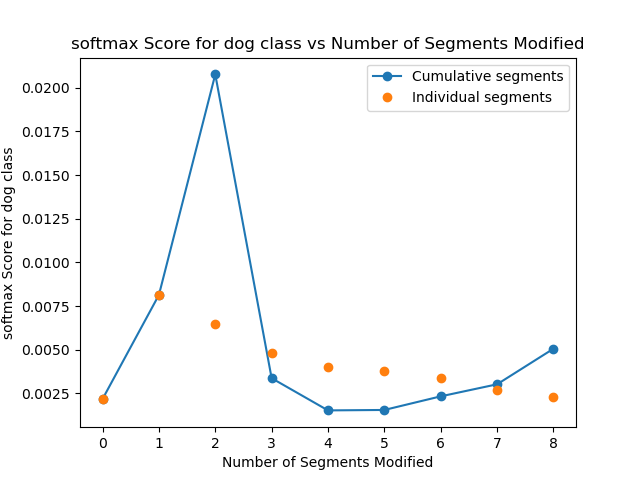 softmax Score for dog class vs Number of Segments Modified
Cumulative segments
Individual segments
softmax Score for dog class
0.0200
0.0175
0.0150
0.0125
0.0100
0.0075
0.0050
0.0025
0 1 2 3 4 5 6 7 8
Number of Segments Modified